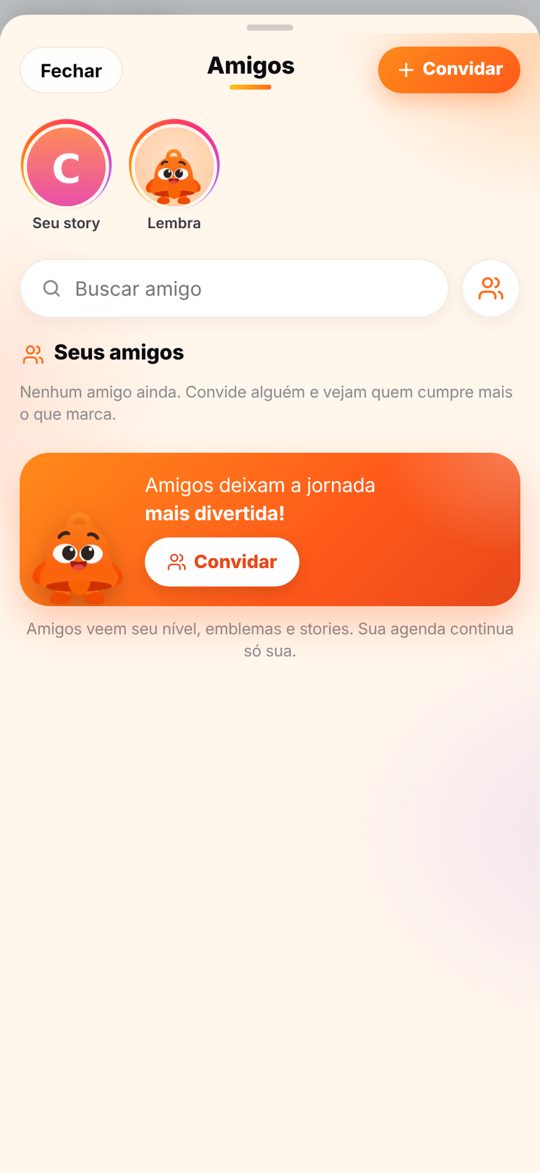 Fechar
Amigos
Convidar
C
Seu story
Lembra
Buscar amigo
Seus amigos
Nenhum amigo ainda. Convide alguém e vejam quem cumpre mais
o que marca.
Amigos deixam a jornada
mais divertida!
Convidar
Amigos veem seu nível, emblemas e stories. Sua agenda continua
só sua.